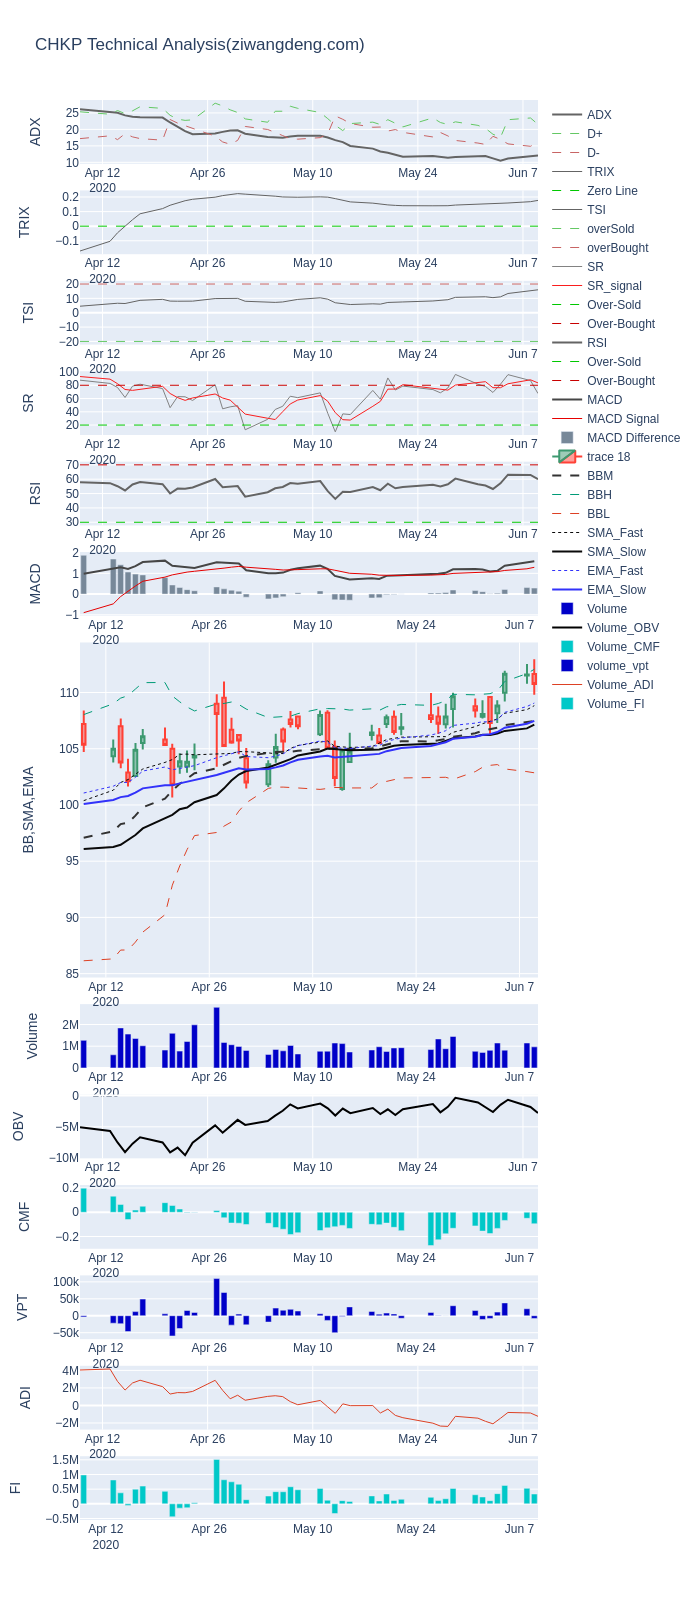 CHKP Technical Analysis(ziwangdeng.com)
ADX
25
20
15
10
Apr 12
2020
Apr 26
May 10
May 24
Jun 7
TRIX
0.2
0.1
0
−0.1
Apr 12
2020
Apr 26
May 10
May 24
Jun 7
TSI
20
10
0
−10
−20
Apr 12
2020
Apr 26
May 10
May 24
Jun 7
SR
100
80
60
40
20
Apr 12
2020
Apr 26
May 10
May 24
Jun 7
RSI
70
60
50
40
30
Apr 12
2020
Apr 26
May 10
May 24
Jun 7
MACD
2
1
0
−1
Apr 12
2020
Apr 26
May 10
May 24
Jun 7
BB,SMA,EMA
110
105
100
95
90
85
Apr 12
2020
Apr 26
May 10
May 24
Jun 7
Volume
2M
1M
0
Apr 12
2020
Apr 26
May 10
May 24
Jun 7
OBV
0
−5M
−10M
Apr 12
2020
Apr 26
May 10
May 24
Jun 7
CMF
0.2
0
−0.2
Apr 12
2020
Apr 26
May 10
May 24
Jun 7
VPT
100k
50k
0
−50k
Apr 12
2020
Apr 26
May 10
May 24
Jun 7
ADI
4M
2M
0
−2M
Apr 12
2020
Apr 26
May 10
May 24
Jun 7
FI
1.5M
1M
0.5M
0
−0.5M
Apr 12
2020
Apr 26
May 10
May 24
Jun 7
ADX
D+
D-
TRIX
Zero Line
TSI
overSold
overBought
SR
SR_signal
Over-Sold
Over-Bought
RSI
Over-Sold
Over-Bought
MACD
MACD Signal
MACD Difference
trace 18
BBM
BBH
BBL
SMA_Fast
SMA_Slow
EMA_Fast
EMA_Slow
Volume
Volume_OBV
Volume_CMF
volume_vpt
Volume_ADI
Volume_FI